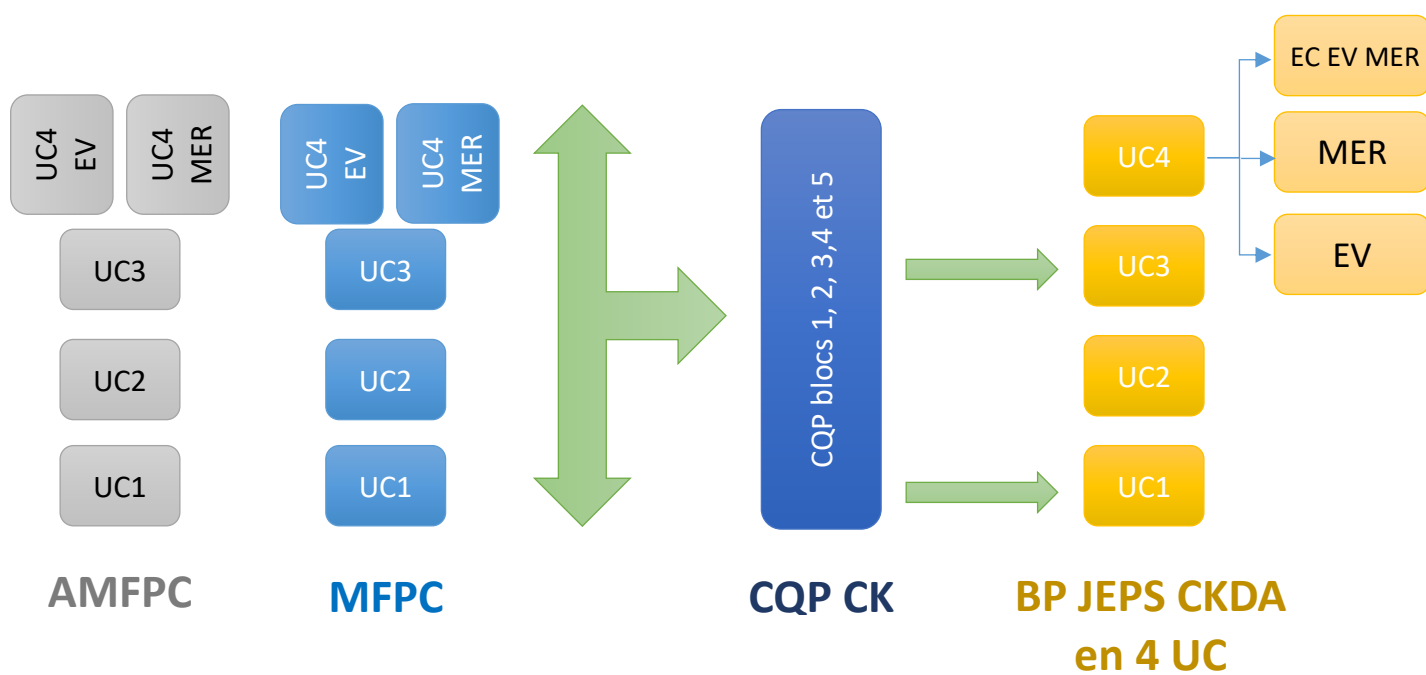 UC4
EV
UC4
MER
UC3
UC2
UC1
AMFPC
UC4
EV
UC4
MER
UC3
UC2
UC1
MFPC
CQP blocs 1, 2, 3,4 et 5
CQP CK
UC4
UC3
UC2
UC1
BP JEPS CKDA
en 4 UC
EC EV MER
MER
EV